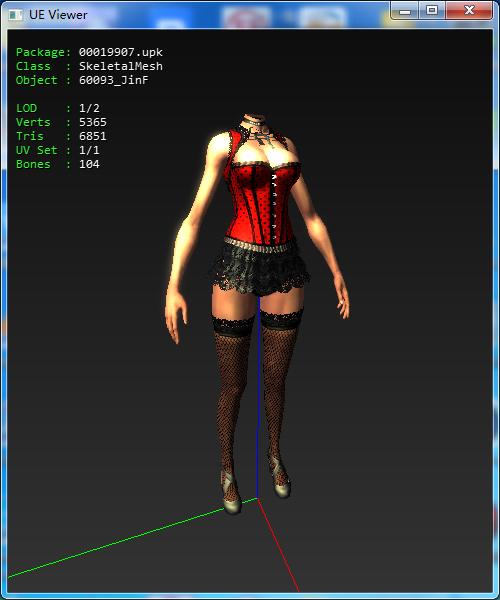 UE Viewer
Package: 00019907.upk
Class : SkeletalMesh
Object : 60093_JinF
LOD : 1/2
Verts : 5365
Tris : 6851
UV Set : 1/1
Bones : 104